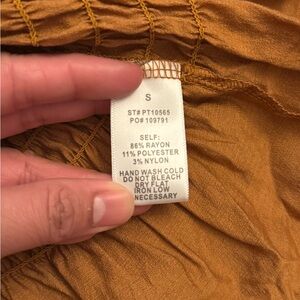 S
ST# PT10565
PO# 109791
SELF:
86% RAYON
11% POLYESTER
3% NYLON
HAND WASH COLD
DO NOT BLEACH
DRY FLAT
IRON LOW
NECESSARY